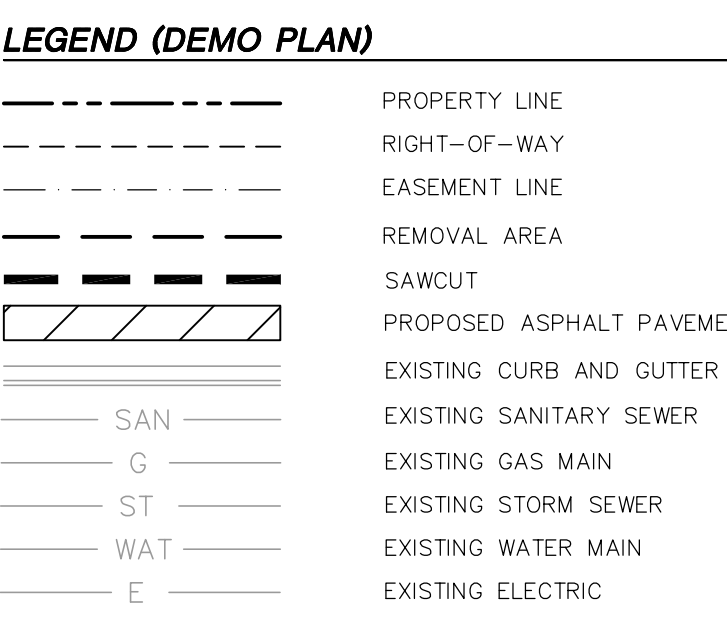 LEGEND (DEMO PLAN)
PROPERTY LINE
RIGHT-OF-WAY
EASEMENT LINE
REMOVAL AREA
SAWCUT
PROPOSED ASPHALT PAVEME
EXISTING CURB AND GUTTER
SAN EXISTING SANITARY SEWER
G EXISTING GAS MAIN
ST EXISTING STORM SEWER
WAT EXISTING WATER MAIN
E EXISTING ELECTRIC